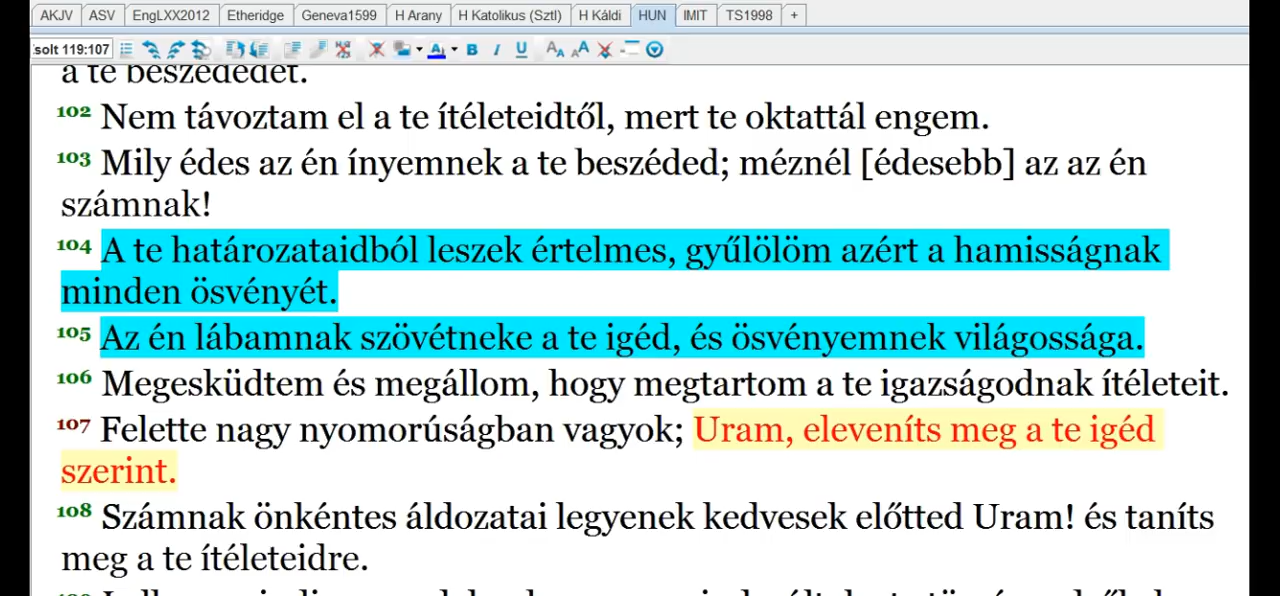 AKJV ASV EngLXX2012 Etheridge Geneva1599 H Arany H Katolikus (Sztl) H Káldi HUN IMIT TS1998 +
solt 119:107
a te beszédedet.
102 Nem távoztam el a te ítéleteidtől, mert te oktattál engem.
103 Mily édes az én ínyemnek a te beszéded; méznél [édesebb] az az én
számnak!
104 A te határozataidból leszek értelmes, gyűlölöm azért a hamisságnak
minden ösvényét.
105 Az én lábamnak szövétneke a te igéd, és ösvényemnek világossága.
106 Megesküdtem és megállom, hogy megtartom a te igazságodnak ítéleteit.
107 Felette nagy nyomorúságban vagyok; Uram, eleveníts meg a te igéd
szerint.
108 Számnak önkéntes áldozatai legyenek kedvesek előtted Uram! és taníts
meg a te ítéleteidre.